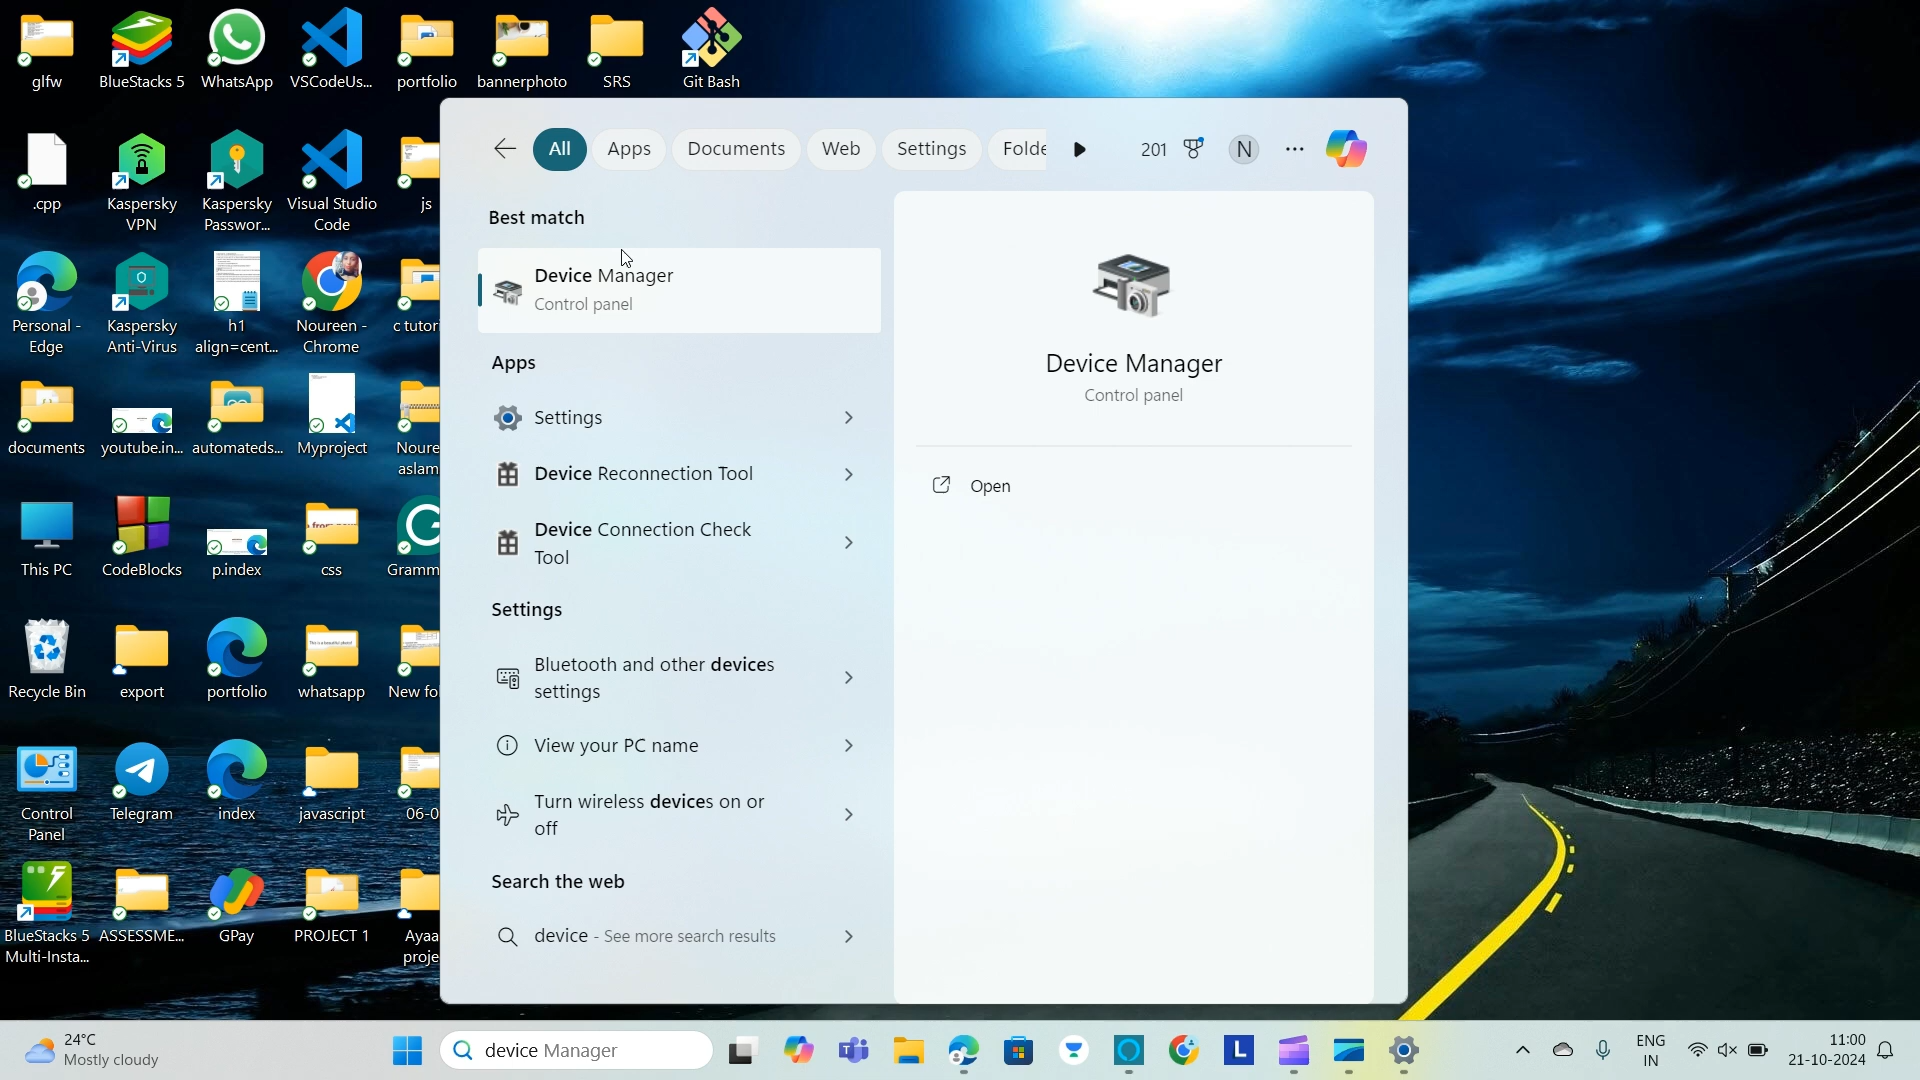 glfw
BlueStacks 5
WhatsApp
VSCodeUs...
portfolio
bannerphoto
SRS
Git Bash
.cpp
Kaspersky
VPN
Kaspersky
Passwor...
Visual Studio
Code
js
Personal -
Edge
Kaspersky
Anti-Virus
h1
align=cent...
Noureen -
Chrome
c tutori
documents
youtube.in...
automateds...
Myproject
Noure
aslam
This PC
CodeBlocks
p.index
css
Gramm
Recycle Bin
export
portfolio
whatsapp
New fol
Control
Panel
Telegram
index
javascript
06-0
BlueStacks 5
Multi-Insta...
ASSESSME...
GPay
PROJECT 1
Ayaa
proje
All
Apps
Documents
Web
Settings
Folde
201
N
Best match
Device Manager
Control panel
Apps
Settings
Device Reconnection Tool
Device Connection Check
Tool
Settings
Bluetooth and other devices
settings
View your PC name
Turn wireless devices on or
off
Search the web
device - See more search results
Device Manager
Control panel
Open
24°C
Mostly cloudy
device Manager
L
ENG
IN
11:00
21-10-2024